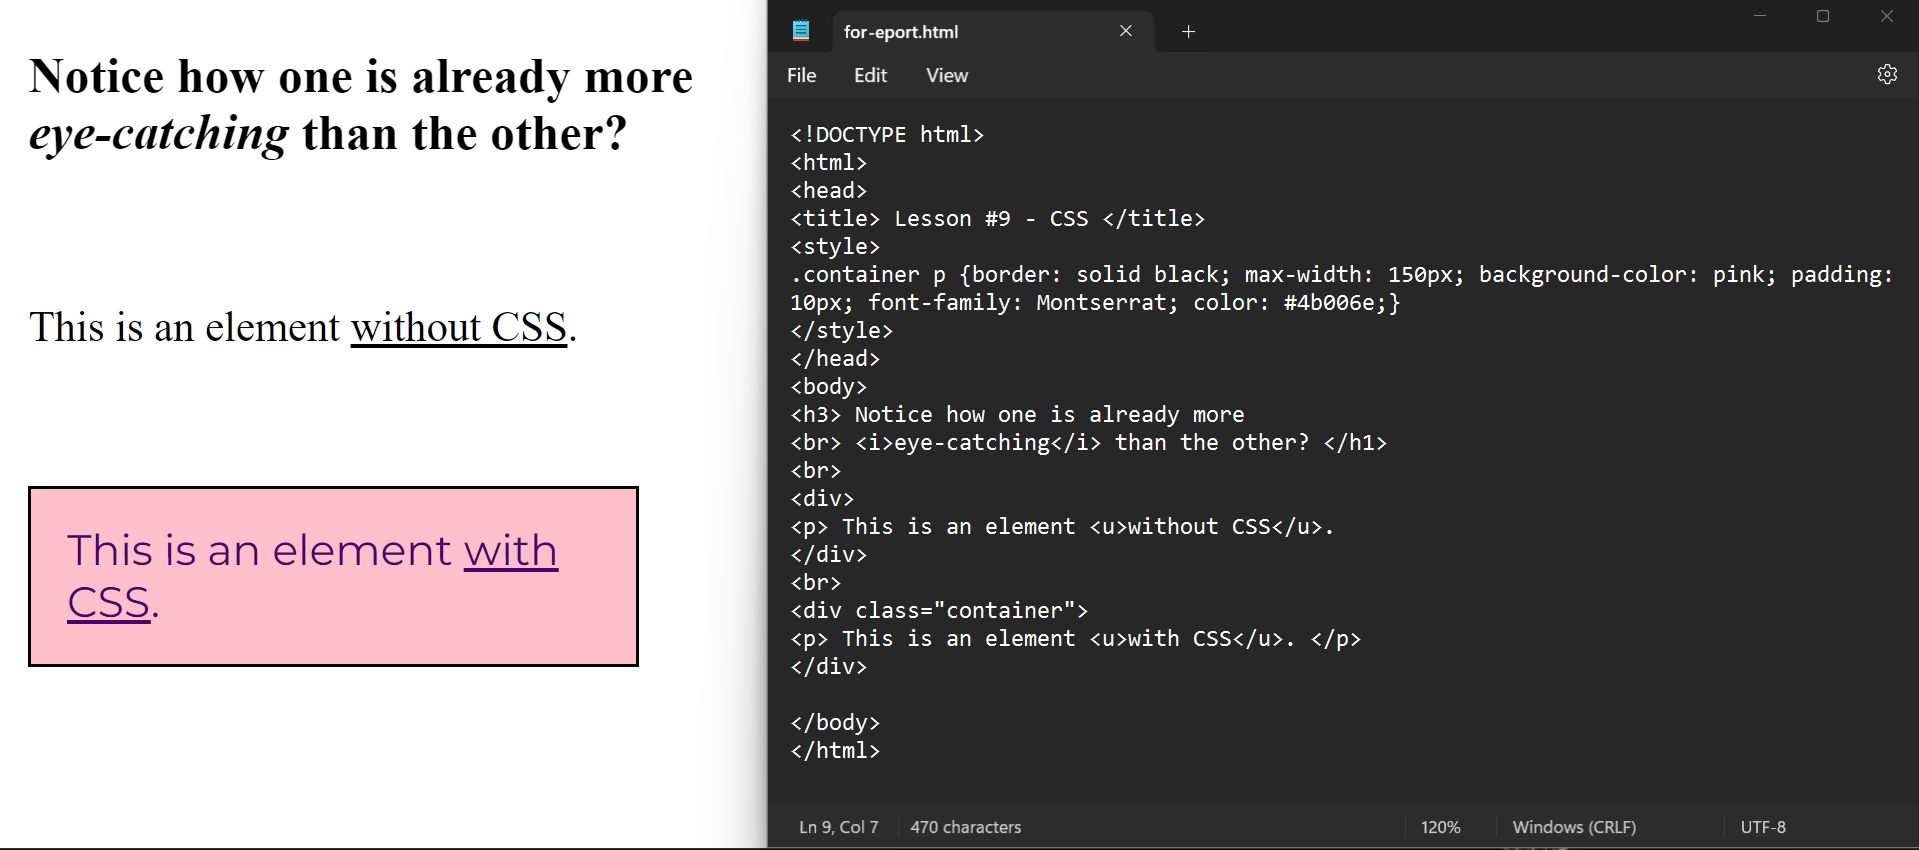 Notice how one is already more
eye-catching than the other?
This is an element without CSS.
This is an element with
CSS.
for-eport.html
File Edit View
<!DOCTYPE html>
<html>
<head>
<title> Lesson #9 - CSS </title>
<style>
.container p {border: solid black; max-width: 150px; background-color: pink; padding:
10px; font-family: Montserrat; color: #4b006e;}
</style>
</head>
<body>
<h3> Notice how one is already more
<br> <i>eye-catching</i> than the other? </h1>
<br>
<div>
<p> This is an element <u>without CSS</u>.
</div>
<br>
<div class="container">
<p> This is an element <u>with CSS</u>. </p>
</div>
</body>
</html>
Ln 9, Col 7 470 characters 120% Windows (CRLF) UTF-8